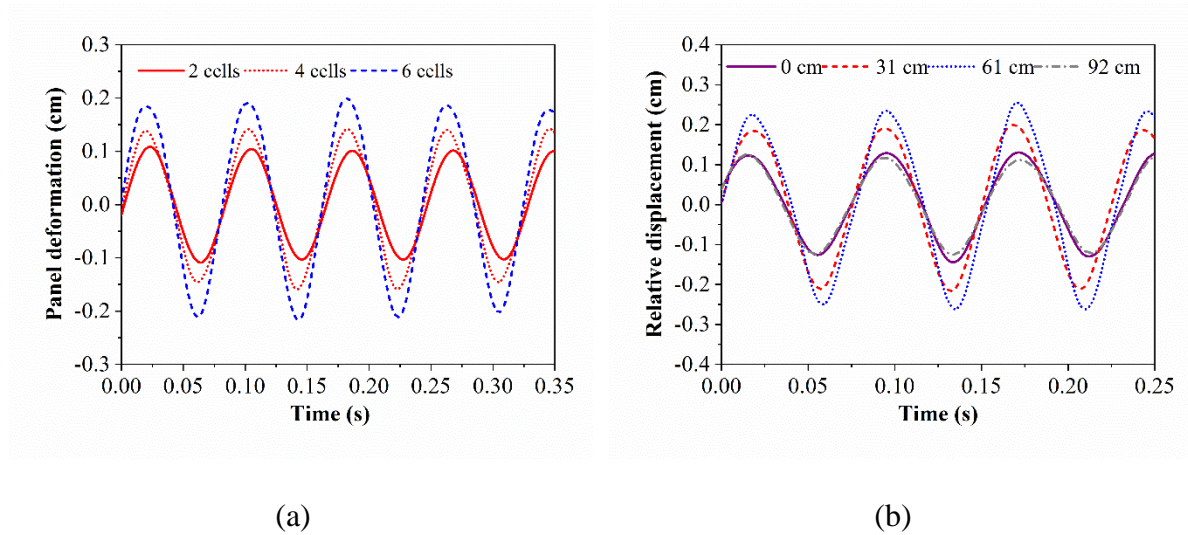 0.3
2 cells 4 cells 6 cells
0.2
0.1
0.0
-0.1
-0.2
-0.3
0.00 0.05 0.10 0.15 0.20 0.25 0.30 0.35
Panel deformation (cm)
Time (s)
(a)
0.4
0 cm 31 cm 61 cm 92 cm
0.3
0.2
0.1
0.0
-0.1
-0.2
-0.3
-0.4
0.00 0.05 0.10 0.15 0.20 0.25
Relative displacement (cm)
Time (s)
(b)